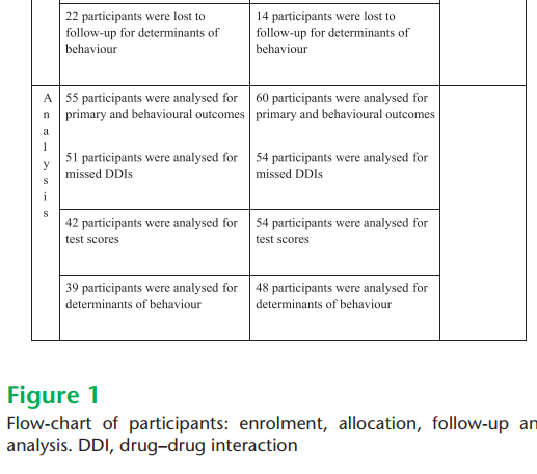 22 participants were lost to
follow-up for determinants of
behaviour
14 participants were lost to
follow-up for determinants of
behaviour
Analysis
55 participants were analysed for
primary and behavioural outcomes
60 participants were analysed for
primary and behavioural outcomes
51 participants were analysed for
missed DDIs
54 participants were analysed for
missed DDIs
42 participants were analysed for
test scores
54 participants were analysed for
test scores
39 participants were analysed for
determinants of behaviour
48 participants were analysed for
determinants of behaviour
Figure 1
Flow-chart of participants: enrolment, allocation, follow-up an
analysis. DDI, drug–drug interaction